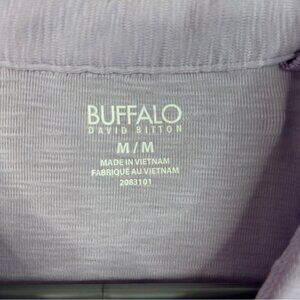 BUFFALO
DAVID BITTON
M / M
MADE IN VIETNAM
FABRIQUE AU VIETNAM
2083101